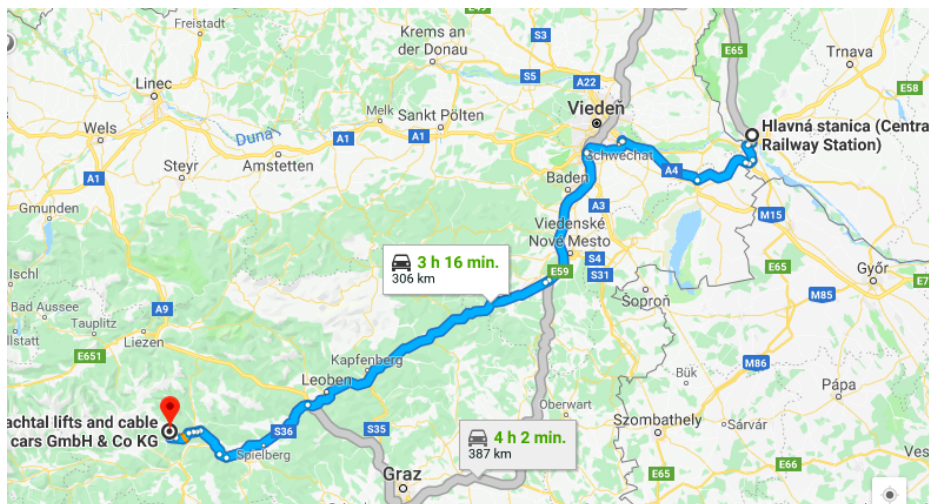 E49
Freistadt
Krems an
der Donau
S3
E65
Trnava
Linec
S5
A22
E58
Viedeň
Melk
Sankt Pölten
Wels
A1
Duna
A1
Hlavná stanica (Centra
Railway Station)
Steyr
Amstetten
Schwechat
A4
A1
Baden
A3
Gmunden
Viedenské
Nové Mesto
M15
3 h 16 min.
306 km
S4
E59
S31
E65
Győr
E7
Ischl
Bad Aussee
Šoproň
M85
A9
Tauplitz
Liezen
E651
Kapfenberg
M86
Leoben
Bük
Pápa
achtal lifts and cable
cars GmbH & Co KG
Oberwart
Szombathely
Sárvár
S36
S35
Spielberg
4 h 2 min.
387 km
Graz
E65
E66